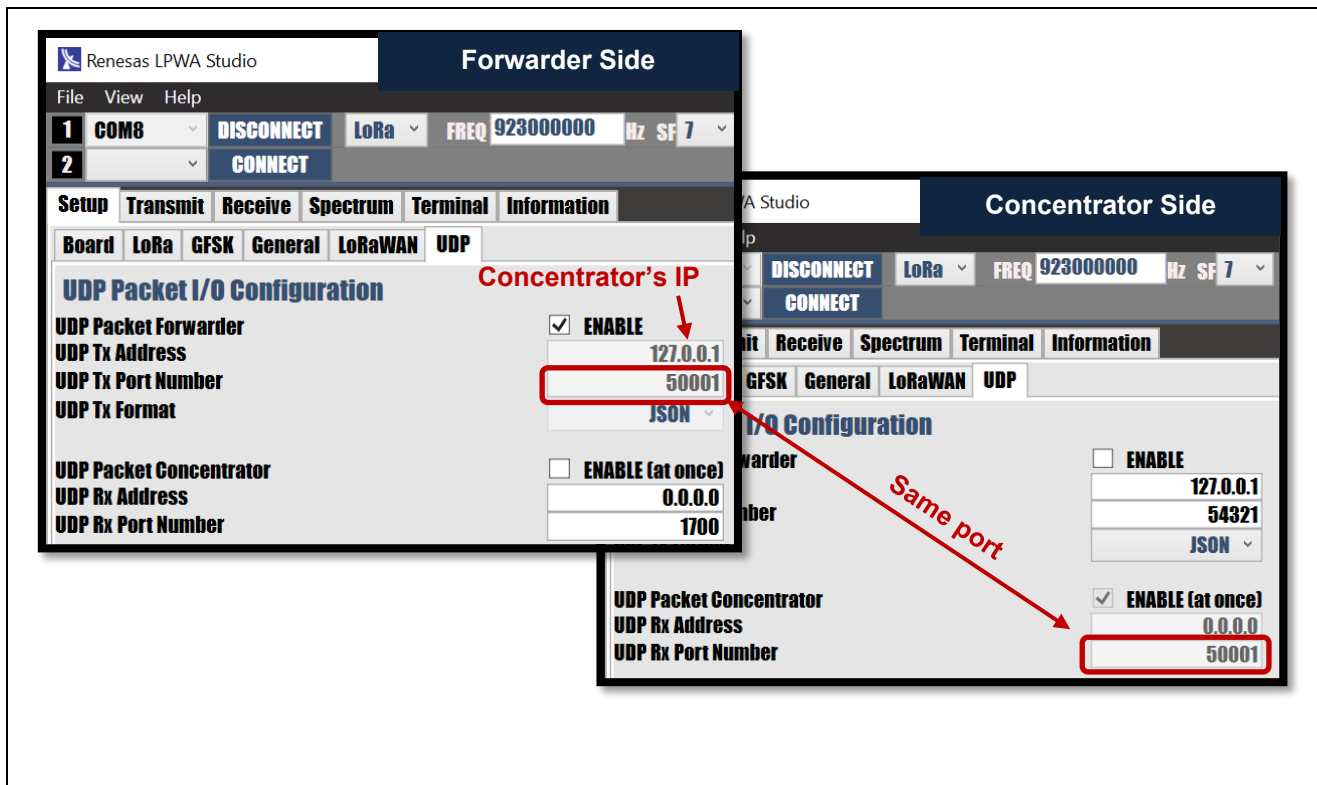 Renesas LPWA Studio
Forwarder Side
File View Help
1 COM8 DISCONNECT LoRa FREQ 923000000 Hz SF 7
2 CONNECT
Setup Transmit Receive Spectrum Terminal Information
Board LoRa GFSK General LoRaWAN UDP
Concentrator's IP
UDP Packet I/O Configuration
UDP Packet Forwarder ENABLE
UDP Tx Address 127.0.0.1
UDP Tx Port Number 50001
UDP Tx Format JSON
UDP Packet Concentrator ENABLE (at once)
UDP Rx Address 0.0.0.0
UDP Rx Port Number 1700
Same port
A Studio
Concentrator Side
lp
DISCONNECT LoRa FREQ 923000000 Hz SF 7
CONNECT
it Receive Spectrum Terminal Information
GFSK General LoRaWAN UDP
I/O Configuration
warder ENABLE
127.0.0.1
nber 54321
JSON
UDP Packet Concentrator ENABLE (at once)
UDP Rx Address 0.0.0.0
UDP Rx Port Number 50001